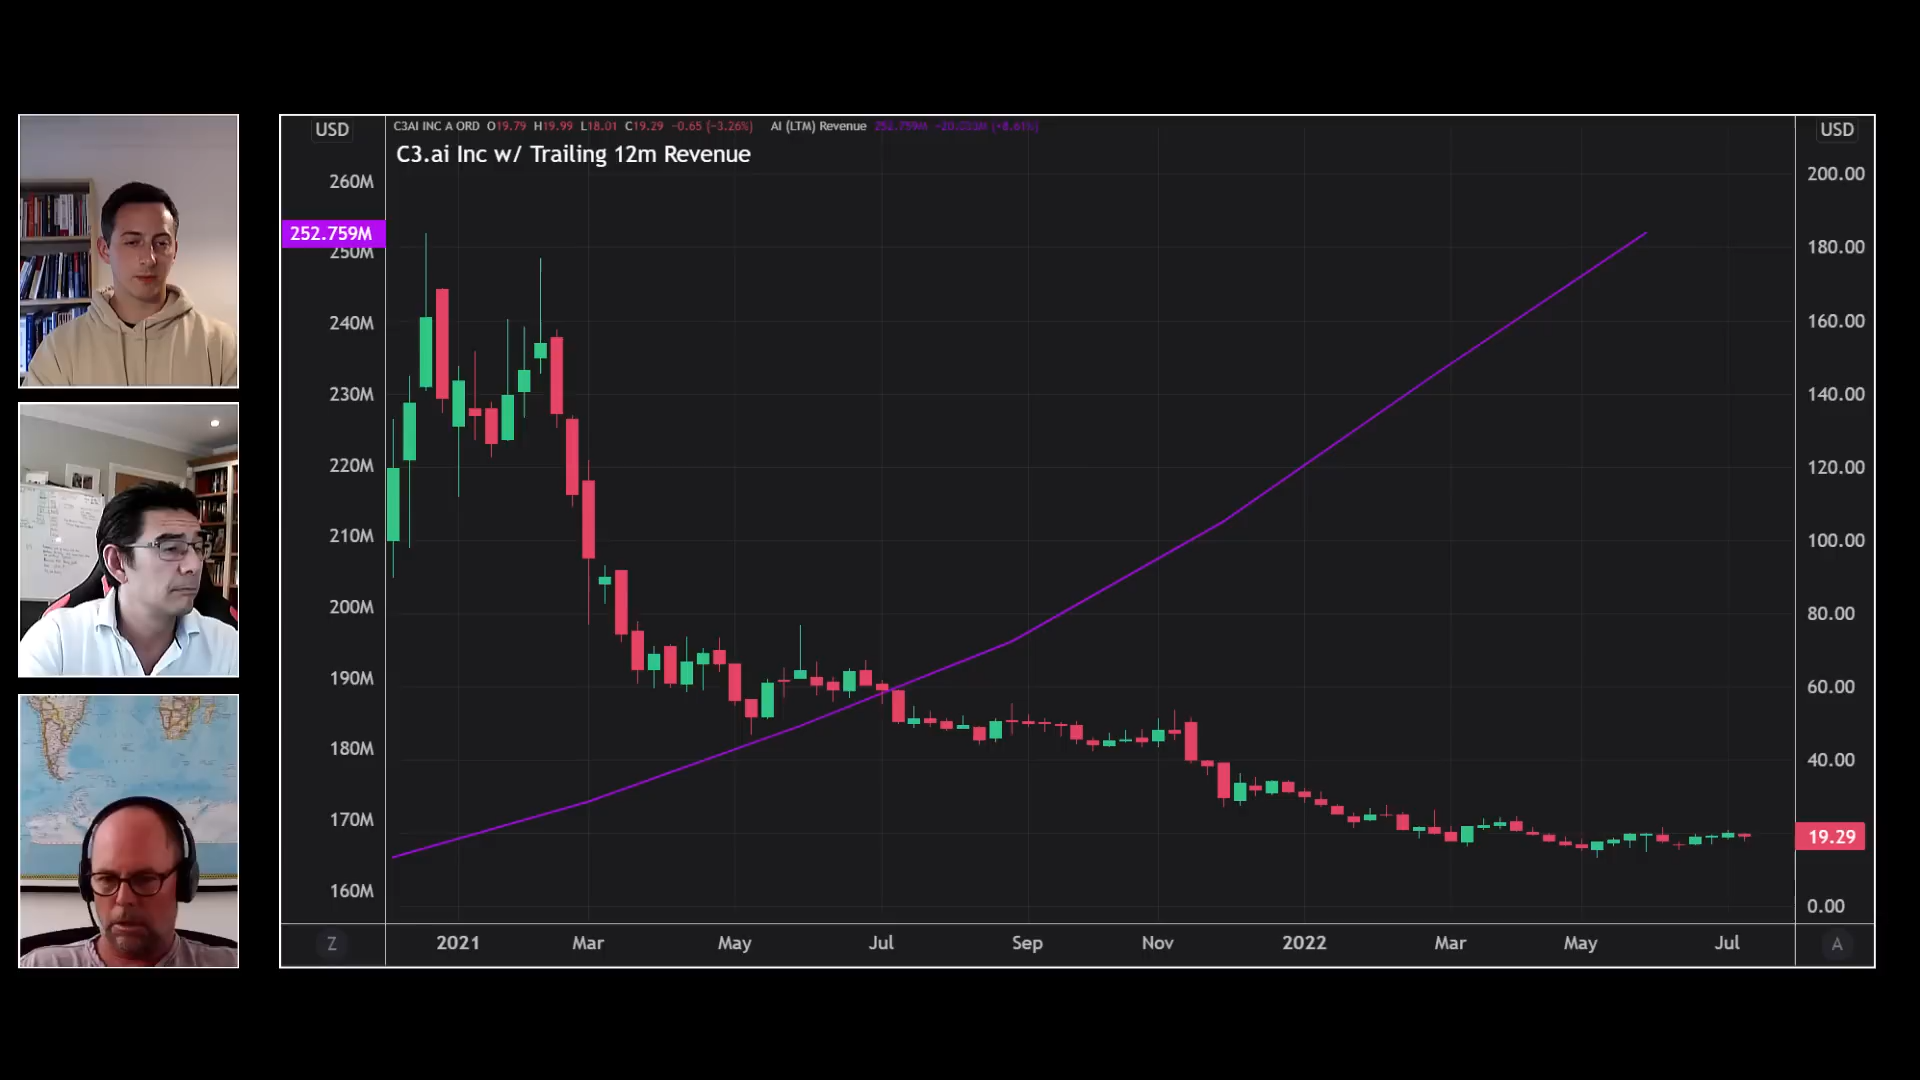 USD
C3AI INC A ORD O19.79 H19.99 L18.01 C19.29 -0.65 (-3.26%) AI (LTM) Revenue 252.759M
USD
C3.ai Inc w/ Trailing 12m Revenue
260M
252.759M
250M
240M
230M
220M
210M
200M
190M
180M
170M
160M
200.00
180.00
160.00
140.00
120.00
100.00
80.00
60.00
40.00
19.29
0.00
Z
2021 Mar May Jul Sep Nov 2022 Mar May Jul
A